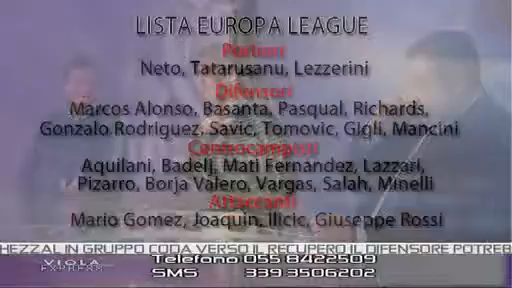 LISTA EUROPA LEAGUE
Portieri
Neto, Tatarusanu, Lezzerini
Difensori
Marcos Alonso, Basanta, Pasqual, Richards,
Gonzalo Rodriguez, Savic, Tomovic, Gigli, Mancini
Centrocampisti
Aquilani, Badelj, Mati Fernandez, Lazzari,
Pizarro, Borja Valero, Vargas, Salah, Minelli
Attaccanti
Mario Gomez, Joaquin, Ilicic, Giuseppe Rossi
HEZZAL IN GRUPPO CODA VERSO IL RECUPERO IL DIFENSORE POTREB
VIOLA
EXPRESS
Telefono 055 8422509
SMS 339 3506202